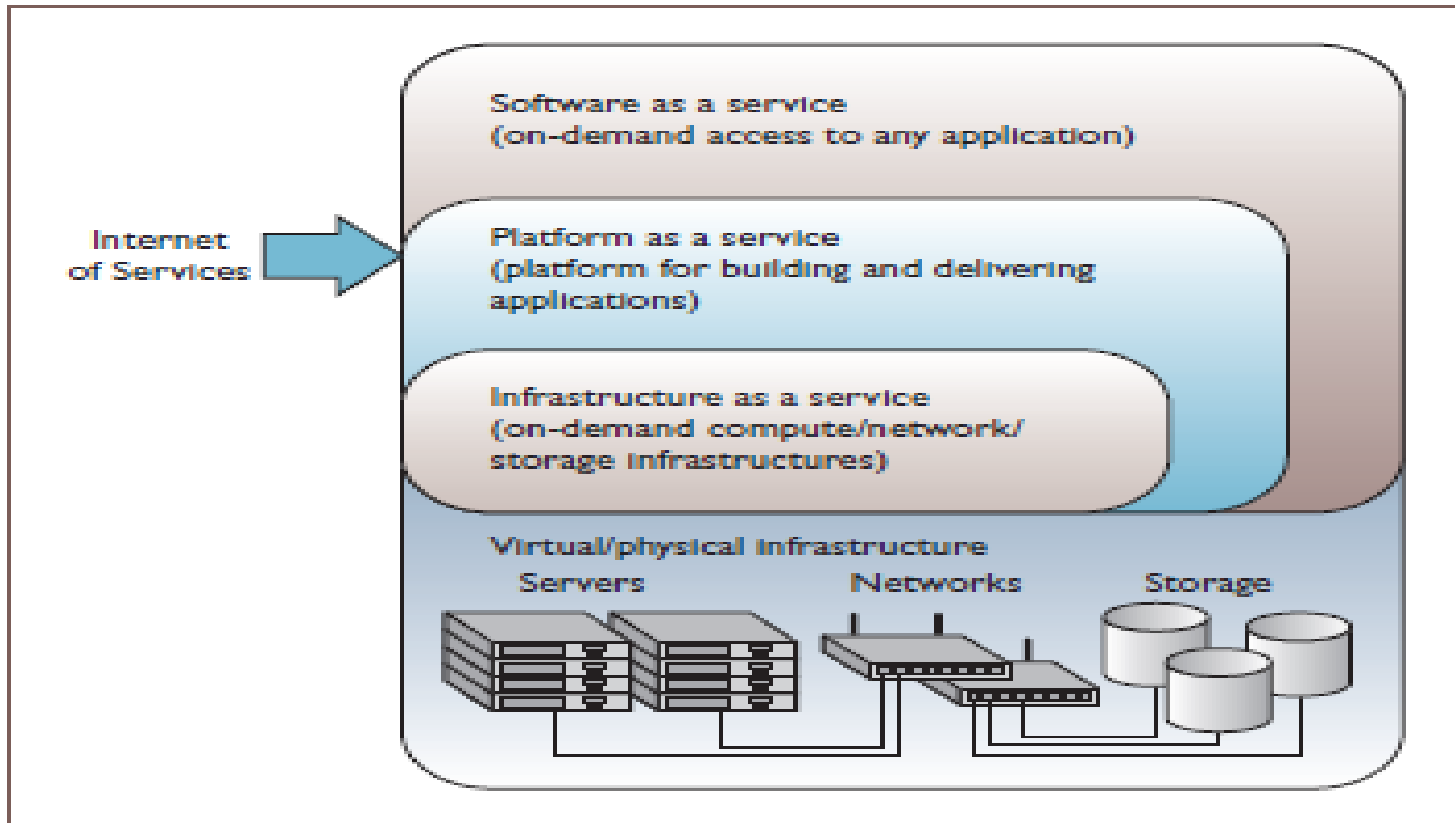 Software as a service
(on-demand access to any application)
Internet
of Services
Platform as a service
(platform for building and delivering
applications)
Infrastructure as a service
(on-demand compute/network/
storage infrastructures)
Virtual/physical infrastructure
Servers
Networks
Storage